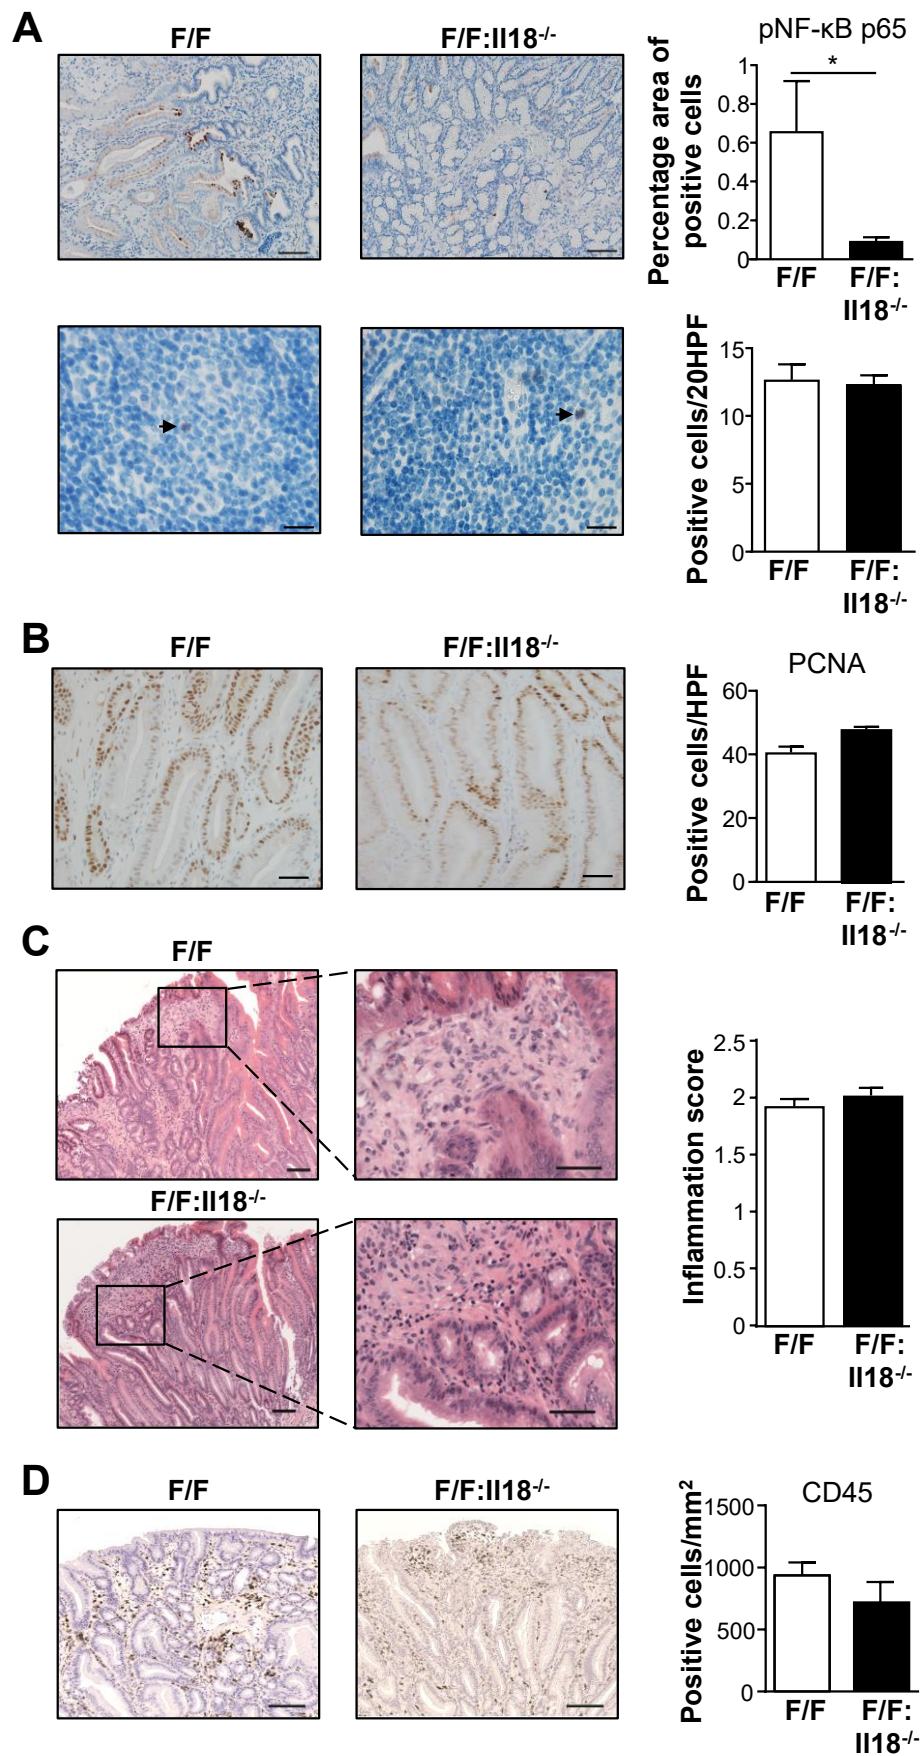 A
F/F
F/F:Il18-/-
pNF-κB p65
Percentage area of
positive cells
1
0.8
0.6
0.4
0.2
0
*
F/F
F/F:
Il18-/-
Positive cells/20HPF
15
10
5
0
F/F
F/F:
Il18-/-
B
F/F
F/F:Il18-/-
PCNA
Positive cells/HPF
60
40
20
0
F/F
F/F:
Il18-/-
C
F/F
F/F:Il18-/-
Inflammation score
2.5
2
1.5
1
0.5
0
F/F
F/F:
Il18-/-
D
F/F
F/F:Il18-/-
CD45
Positive cells/mm²
1500
1000
500
0
F/F
F/F:
Il18-/-